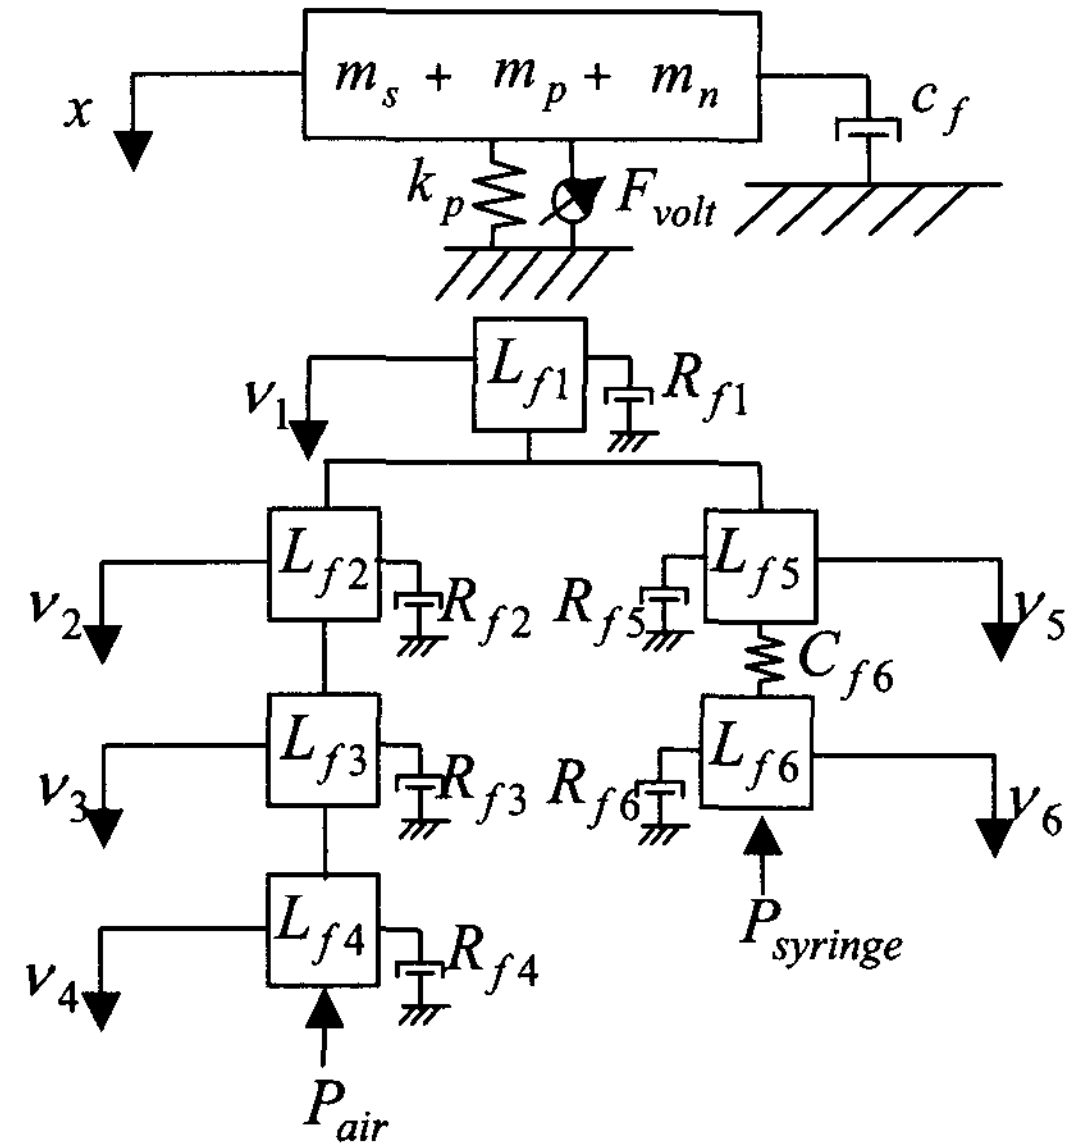 m_s + m_p + m_n
x
c_f
k_p
F_volt
L_f1
R_f1
v_1
L_f2
R_f2
v_2
L_f5
R_f5
v_5
C_f6
L_f3
R_f3
v_3
L_f6
R_f6
v_6
L_f4
R_f4
v_4
P_syringe
P_air